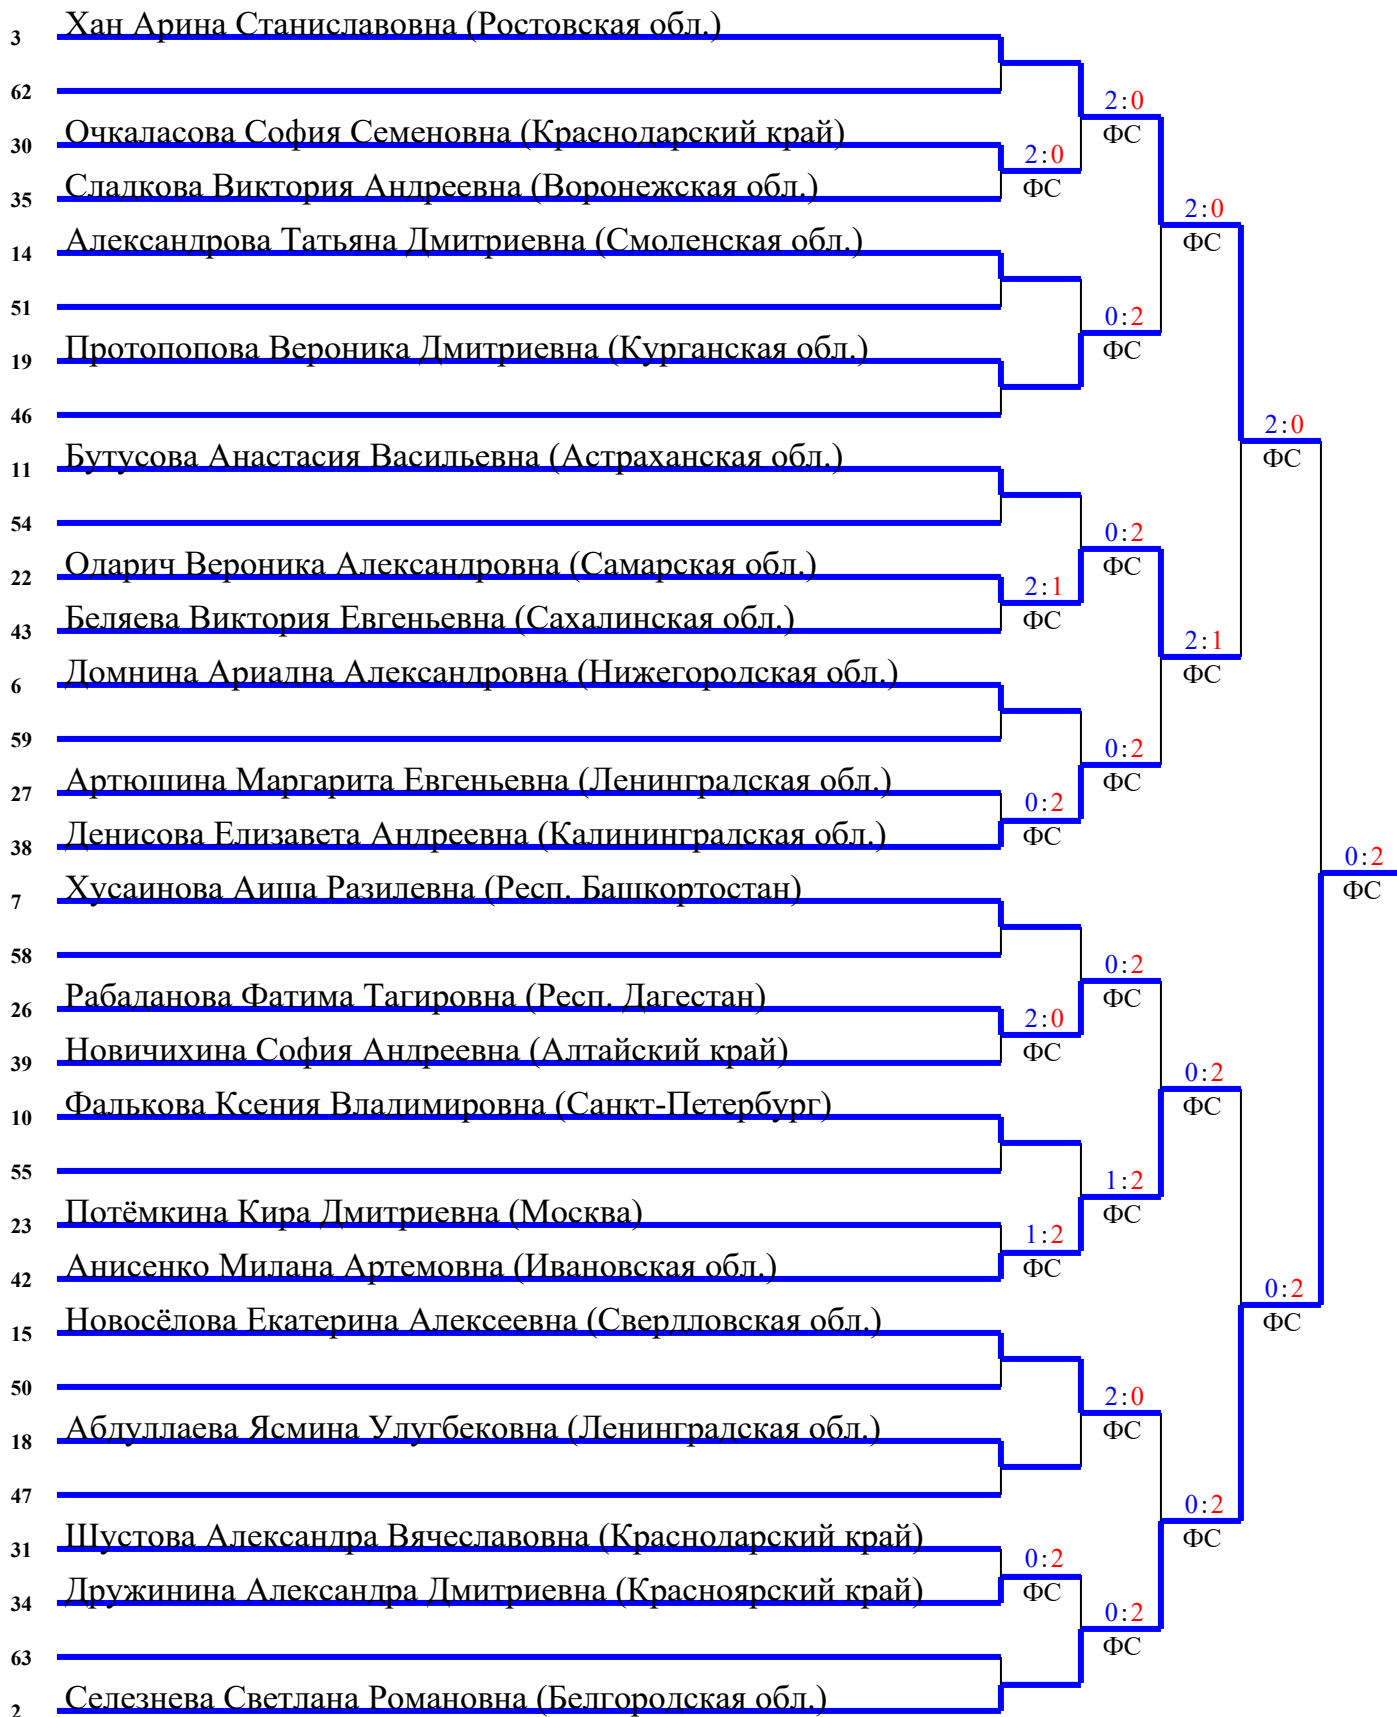 3 Хан Арина Станиславовна (Ростовская обл.)
62
2:0
ФС
30 Очкаласова София Семеновна (Краснодарский край)
2:0
ФС
35 Сладкова Виктория Андреевна (Воронежская обл.)
2:0
ФС
14 Александрова Татьяна Дмитриевна (Смоленская обл.)
51
0:2
ФС
19 Протопопова Вероника Дмитриевна (Курганская обл.)
46
2:0
ФС
11 Бутусова Анастасия Васильевна (Астраханская обл.)
54
0:2
ФС
22 Одарич Вероника Александровна (Самарская обл.)
2:1
ФС
43 Беляева Виктория Евгеньевна (Сахалинская обл.)
2:1
ФС
6 Домнина Ариадна Александровна (Нижегородская обл.)
59
0:2
ФС
27 Артюшина Маргарита Евгеньевна (Ленинградская обл.)
0:2
ФС
38 Денисова Елизавета Андреевна (Калининградская обл.)
0:2
ФС
7 Хусаинова Аиша Разилевна (Респ. Башкортостан)
58
0:2
ФС
26 Рабаданова Фатима Тагировна (Респ. Дагестан)
2:0
ФС
39 Новичихина София Андреевна (Алтайский край)
0:2
ФС
10 Фалькова Ксения Владимировна (Санкт-Петербург)
55
1:2
ФС
23 Потёмкина Кира Дмитриевна (Москва)
1:2
ФС
42 Анисенко Милана Артемовна (Ивановская обл.)
0:2
ФС
15 Новосёлова Екатерина Алексеевна (Свердловская обл.)
50
2:0
ФС
18 Абдуллаева Ясмина Улугбековна (Ленинградская обл.)
47
0:2
ФС
31 Шустова Александра Вячеславовна (Краснодарский край)
0:2
ФС
34 Дружинина Александра Дмитриевна (Красноярский край)
0:2
ФС
63
2 Селезнева Светлана Романовна (Белгородская обл.)